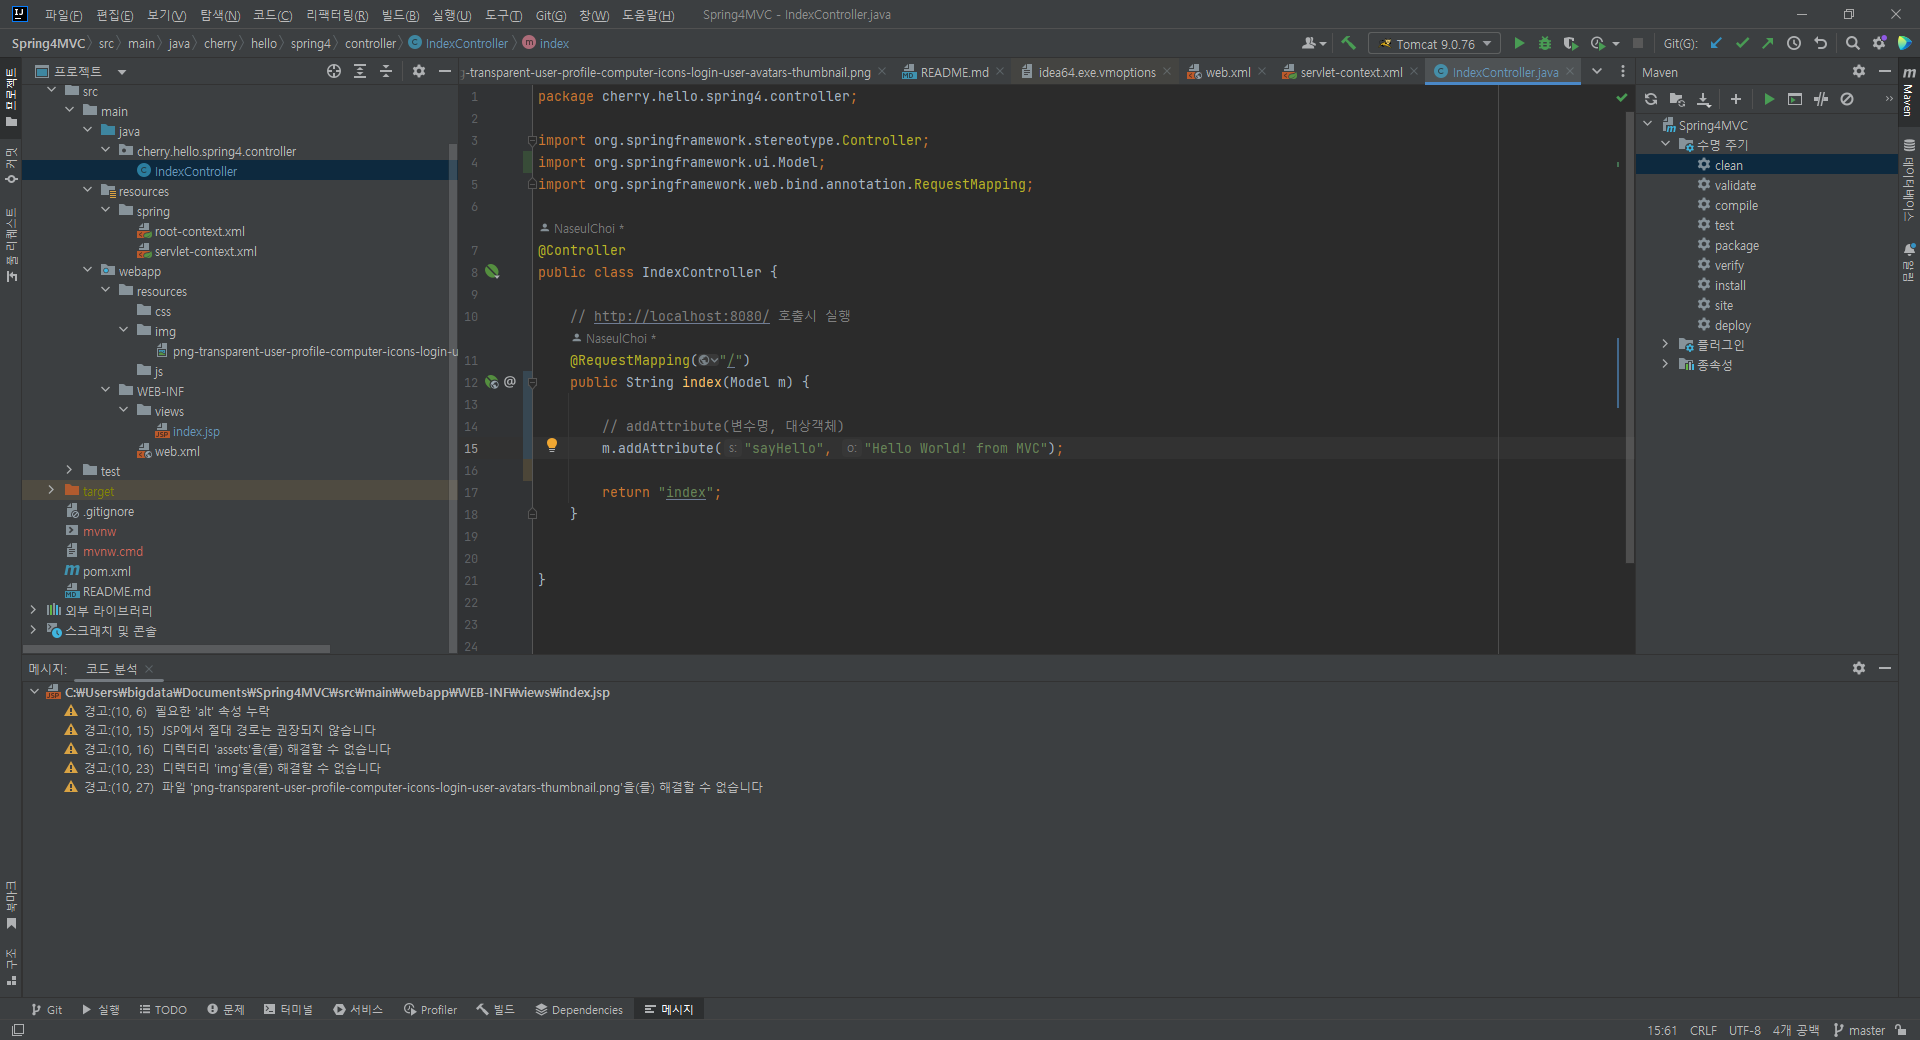 파일(F) 편집(E) 보기(V) 탐색(N) 코드(C) 리팩터링(R) 빌드(B) 실행(U) 도구(T) Git(G) 창(W) 도움말(H) Spring4MVC - IndexController.java
Spring4MVC src main java cherry hello spring4 controller IndexController index
Tomcat 9.0.76 Git(G):
프로젝트
src
main
java
cherry.hello.spring4.controller
IndexController
resources
spring
root-context.xml
servlet-context.xml
webapp
resources
css
img
png-transparent-user-profile-computer-icons-login-u
js
WEB-INF
views
index.jsp
web.xml
test
target
.gitignore
mvnw
mvnw.cmd
pom.xml
README.md
외부 라이브러리
스크래치 및 콘솔
프로젝트
커밋
풀 리퀘스트
북마크
구조
-transparent-user-profile-computer-icons-login-user-avatars-thumbnail.png README.md idea64.exe.vmoptions web.xml servlet-context.xml IndexController.java
1 package cherry.hello.spring4.controller;
2
3 import org.springframework.stereotype.Controller;
4 import org.springframework.ui.Model;
5 import org.springframework.web.bind.annotation.RequestMapping;
6
NaseulChoi *
7 @Controller
8 public class IndexController {
9
10 // http://localhost:8080/ 호출시 실행
NaseulChoi *
11 @RequestMapping("/")
12 @ public String index(Model m) {
13
14 // addAttribute(변수명, 대상객체)
15 m.addAttribute( s: "sayHello", o: "Hello World! from MVC");
16
17 return "index";
18 }
19
20
21 }
22
23
24
Maven
Spring4MVC
수명 주기
clean
validate
compile
test
package
verify
install
site
deploy
플러그인
종속성
Maven
데이터베이스
알림
메시지: 코드 분석
C:₩Users₩bigdata₩Documents₩Spring4MVC₩src₩main₩webapp₩WEB-INF₩views₩index.jsp
경고:(10, 6) 필요한 'alt' 속성 누락
경고:(10, 15) JSP에서 절대 경로는 권장되지 않습니다
경고:(10, 16) 디렉터리 'assets'을(를) 해결할 수 없습니다
경고:(10, 23) 디렉터리 'img'을(를) 해결할 수 없습니다
경고:(10, 27) 파일 'png-transparent-user-profile-computer-icons-login-user-avatars-thumbnail.png'을(를) 해결할 수 없습니다
Git 실행 TODO 문제 터미널 서비스 Profiler 빌드 Dependencies 메시지
15:61 CRLF UTF-8 4개 공백 master